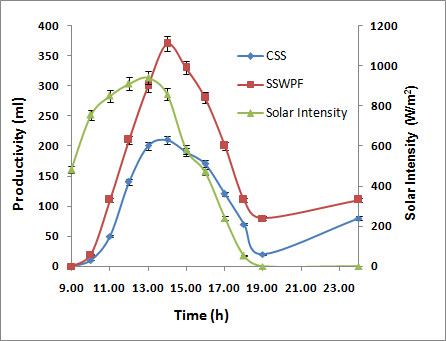 400
350
300
250
200
150
100
50
0
Productivity (ml)
1200
1000
800
600
400
200
0
Solar Intensity (W/m²)
CSS
SSWPF
Solar Intensity
9.00 11.00 13.00 15.00 17.00 19.00 21.00 23.00
Time (h)